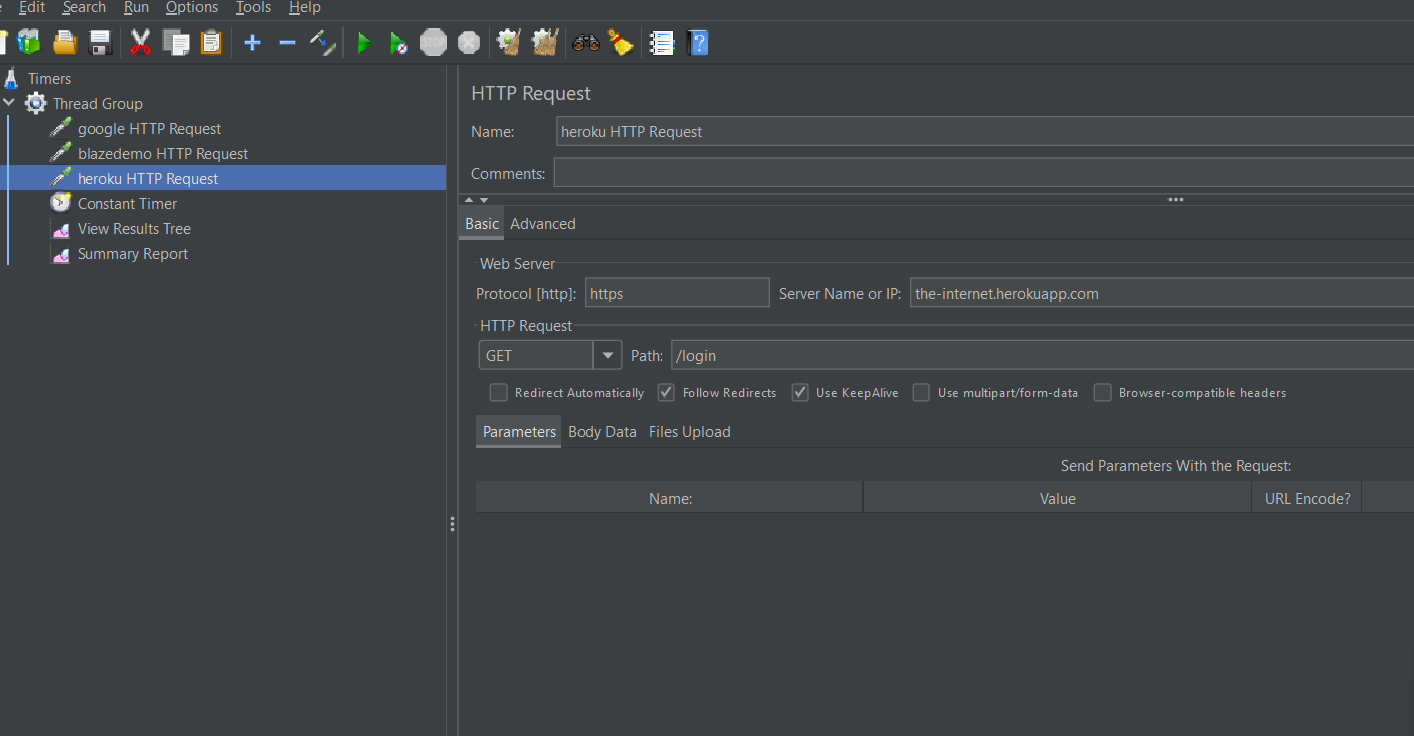 Edit Search Run Options Tools Help
STOP
Timers
Thread Group
google HTTP Request
blazedemo HTTP Request
heroku HTTP Request
Constant Timer
View Results Tree
Summary Report
HTTP Request
Name: heroku HTTP Request
Comments:
Basic Advanced
Web Server
Protocol [http]: https Server Name or IP: the-internet.herokuapp.com
HTTP Request
GET Path: /login
Redirect Automatically Follow Redirects Use KeepAlive Use multipart/form-data Browser-compatible headers
Parameters Body Data Files Upload
Send Parameters With the Request:
Name: Value URL Encode?